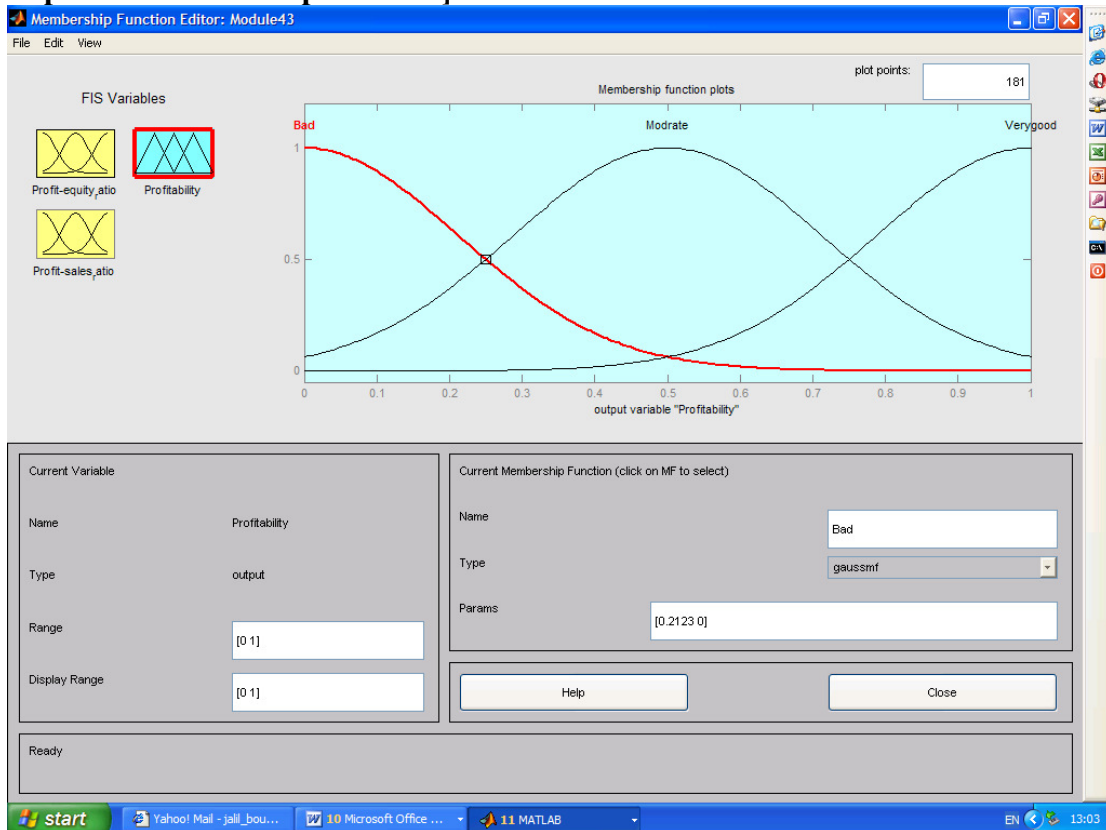 Membership Function Editor: Module43
File Edit View
FIS Variables
Profit-equityratio
Profitability
Profit-salesratio
plot points:
181
Membership function plots
Bad
Modrate
Verygood
1
0.5
0
0 0.1 0.2 0.3 0.4 0.5 0.6 0.7 0.8 0.9 1
output variable "Profitability"
Current Variable
Name
Profitability
Type
output
Range
[0 1]
Display Range
[0 1]
Current Membership Function (click on MF to select)
Name
Bad
Type
gaussmf
Params
[0.2123 0]
Help
Close
Ready
start
Yahoo! Mail - jalil_bou...
10 Microsoft Office ...
11 MATLAB
EN
13:03